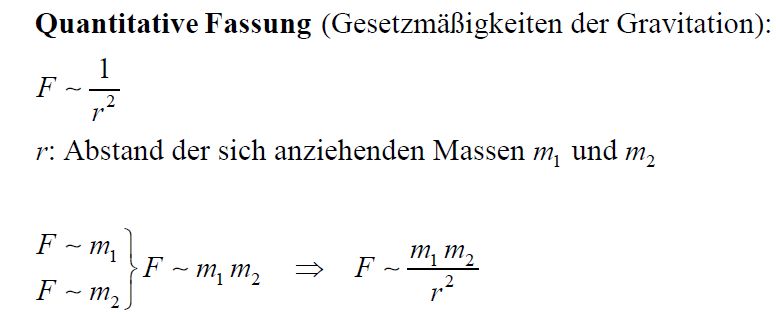 Quantitative Fassung (Gesetzmäßigkeiten der Gravitation):
F ~ 1/r²
r: Abstand der sich anziehenden Massen m₁ und m₂
F ~ m₁
F ~ m₂ } F ~ m₁ m₂ ⇒ F ~ m₁ m₂/r²